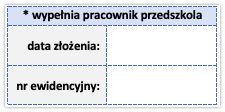 * wypełnia pracownik przedszkola
data złożenia:
nr ewidencyjny: